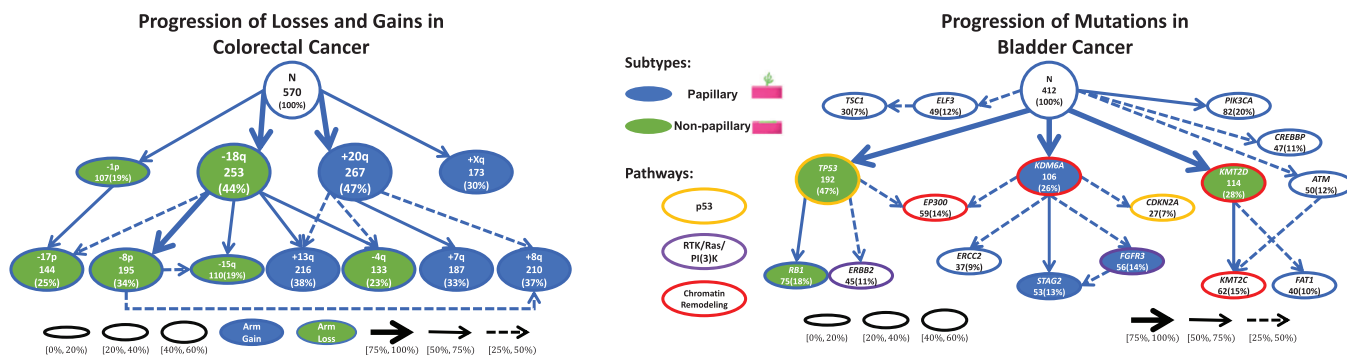 Progression of Losses and Gains in
Colorectal Cancer
N
570
(100%)
-1p
107(19%)
-18q
253
(44%)
+20q
267
(47%)
+Xq
173
(30%)
-17p
144
(25%)
-8p
195
(34%)
-15q
110(19%)
+13q
216
(38%)
-4q
133
(23%)
+7q
187
(33%)
+8q
210
(37%)
[0%, 20%)
[20%, 40%)
[40%, 60%)
Arm
Gain
Arm
Loss
[75%, 100%)
[50%, 75%)
[25%, 50%)
Subtypes:
Papillary
Non-papillary
Pathways:
p53
RTK/Ras/
PI(3)K
Chromatin
Remodeling
Progression of Mutations in
Bladder Cancer
N
412
(100%)
TSC1
30(7%)
ELF3
49(12%)
PIK3CA
82(20%)
CREBBP
47(11%)
TP53
192
(47%)
KDM6A
106
(26%)
KMT2D
114
(28%)
ATM
50(12%)
EP300
59(14%)
CDKN2A
27(7%)
RB1
75(18%)
ERBB2
45(11%)
ERCC2
37(9%)
STAG2
53(13%)
FGFR3
56(14%)
KMT2C
62(15%)
FAT1
40(10%)
[0%, 20%)
[20%, 40%)
[40%, 60%)
[75%, 100%)
[50%, 75%)
[25%, 50%)